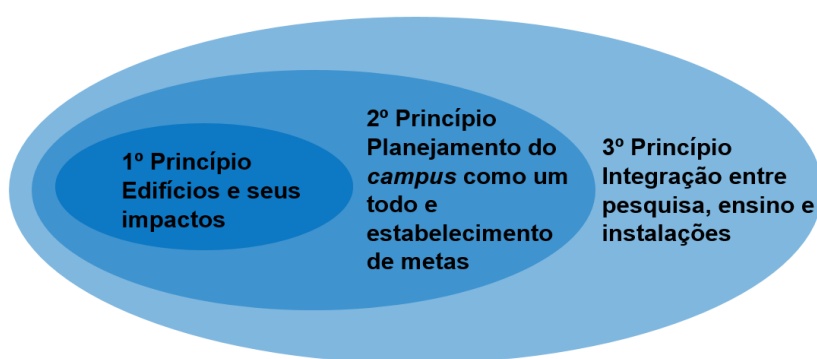 1º Princípio
Edifícios e seus
impactos
2º Princípio
Planejamento do
campus como um
todo e
estabelecimento
de metas
3º Princípio
Integração entre
pesquisa, ensino e
instalações